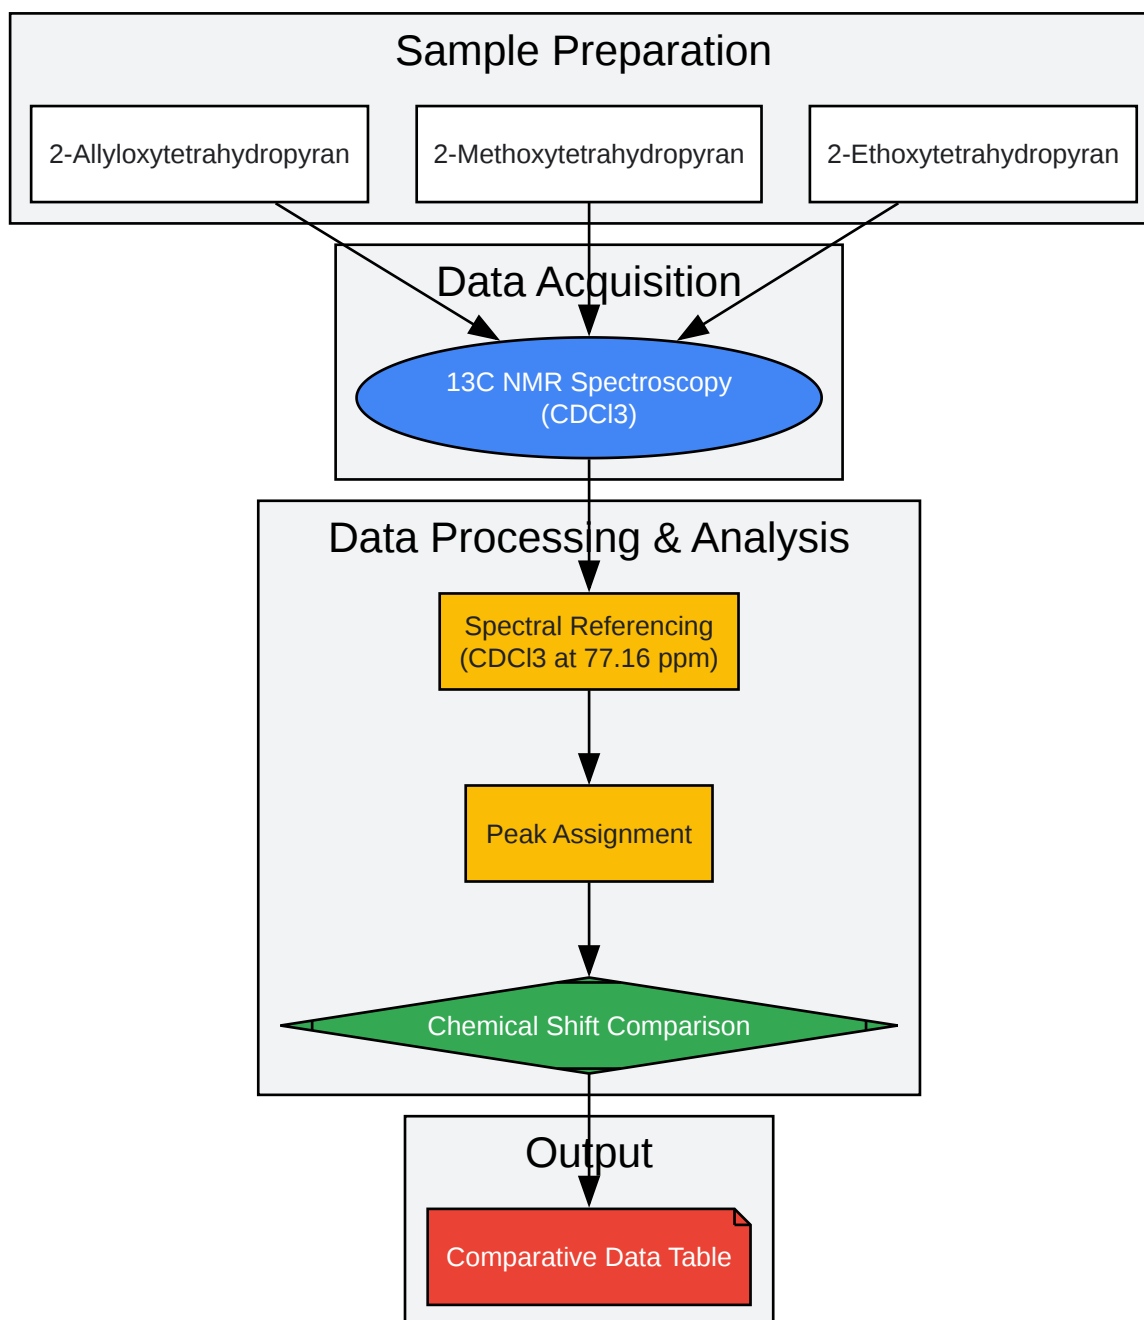 Sample Preparation
2-Allyloxytetrahydropyran
2-Methoxytetrahydropyran
2-Ethoxytetrahydropyran
Data Acquisition
13C NMR Spectroscopy
(CDCl3)
Data Processing & Analysis
Spectral Referencing
(CDCl3 at 77.16 ppm)
Peak Assignment
Chemical Shift Comparison
Output
Comparative Data Table